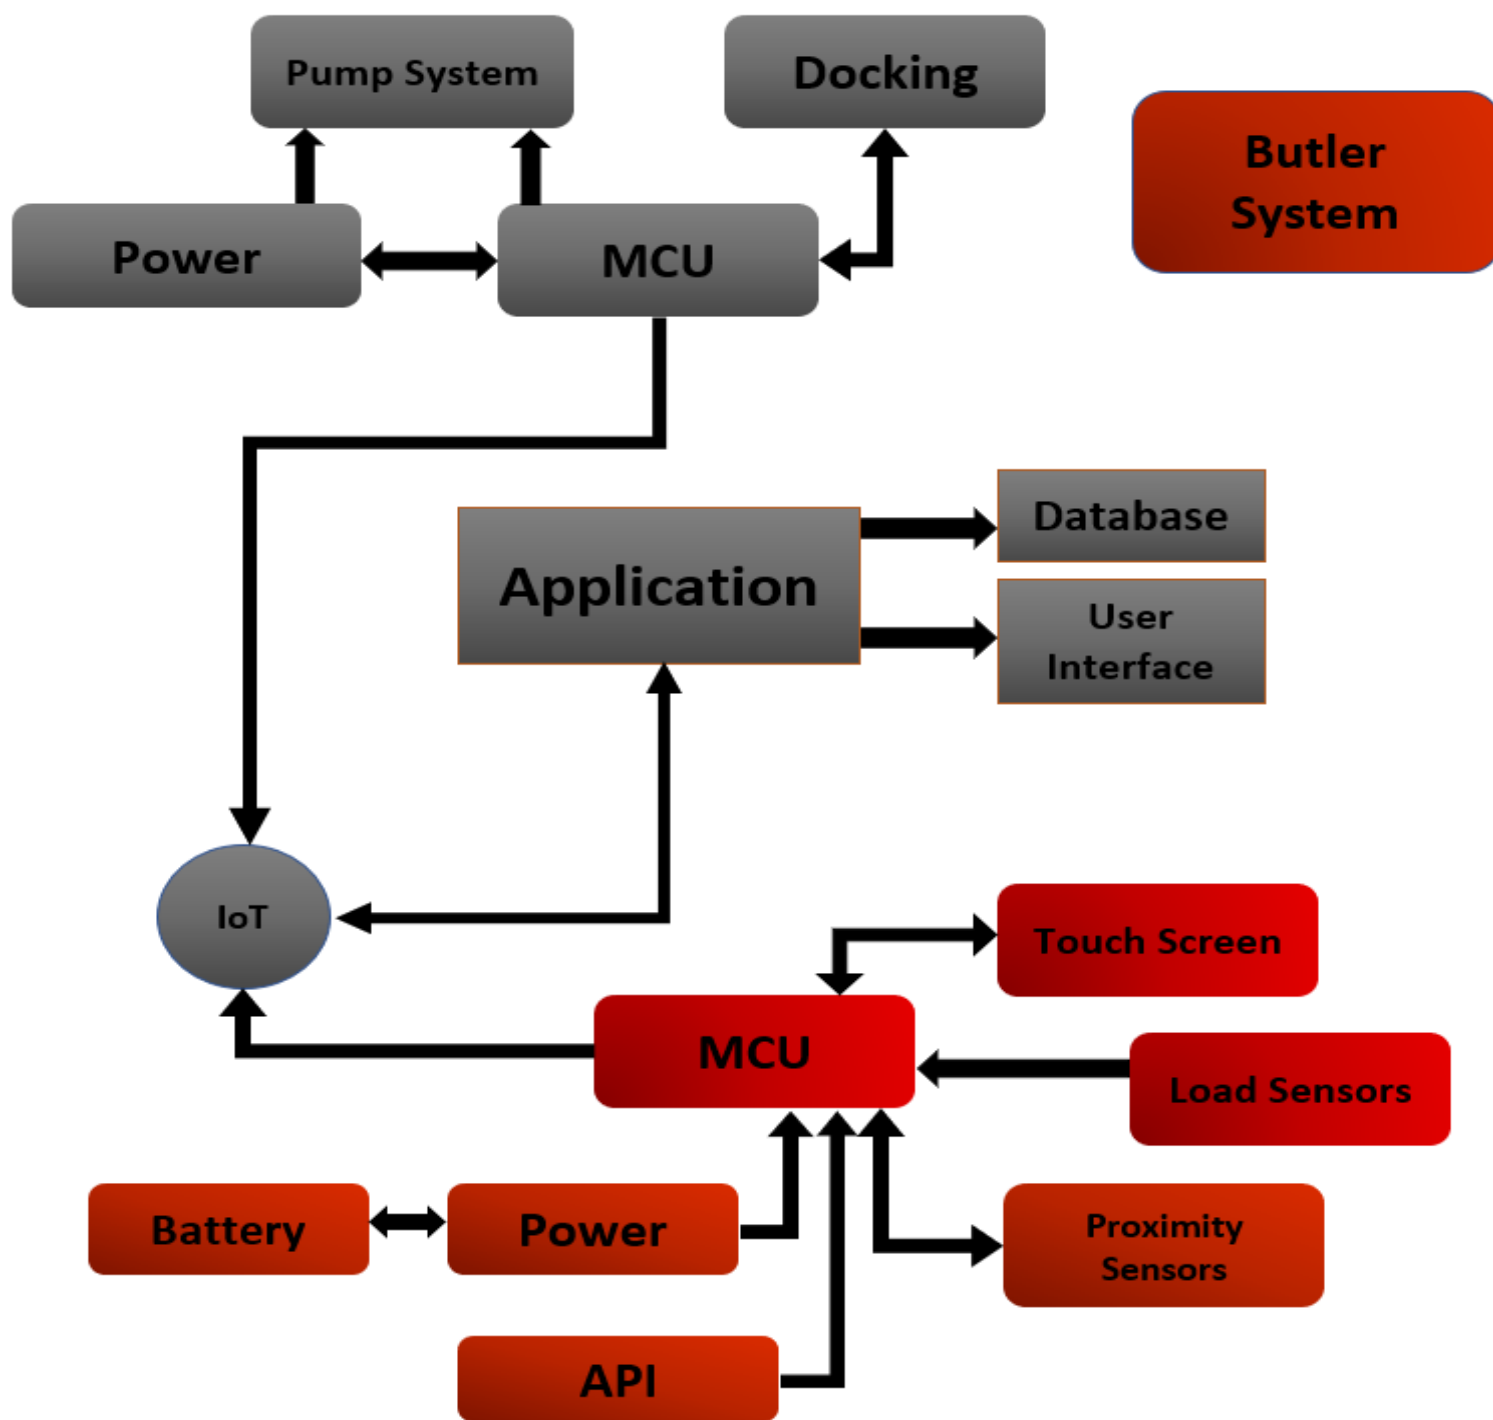 Pump System
Docking
Butler
System
Power
MCU
Database
Application
User
Interface
IoT
Touch Screen
MCU
Load Sensors
Battery
Power
Proximity
Sensors
API